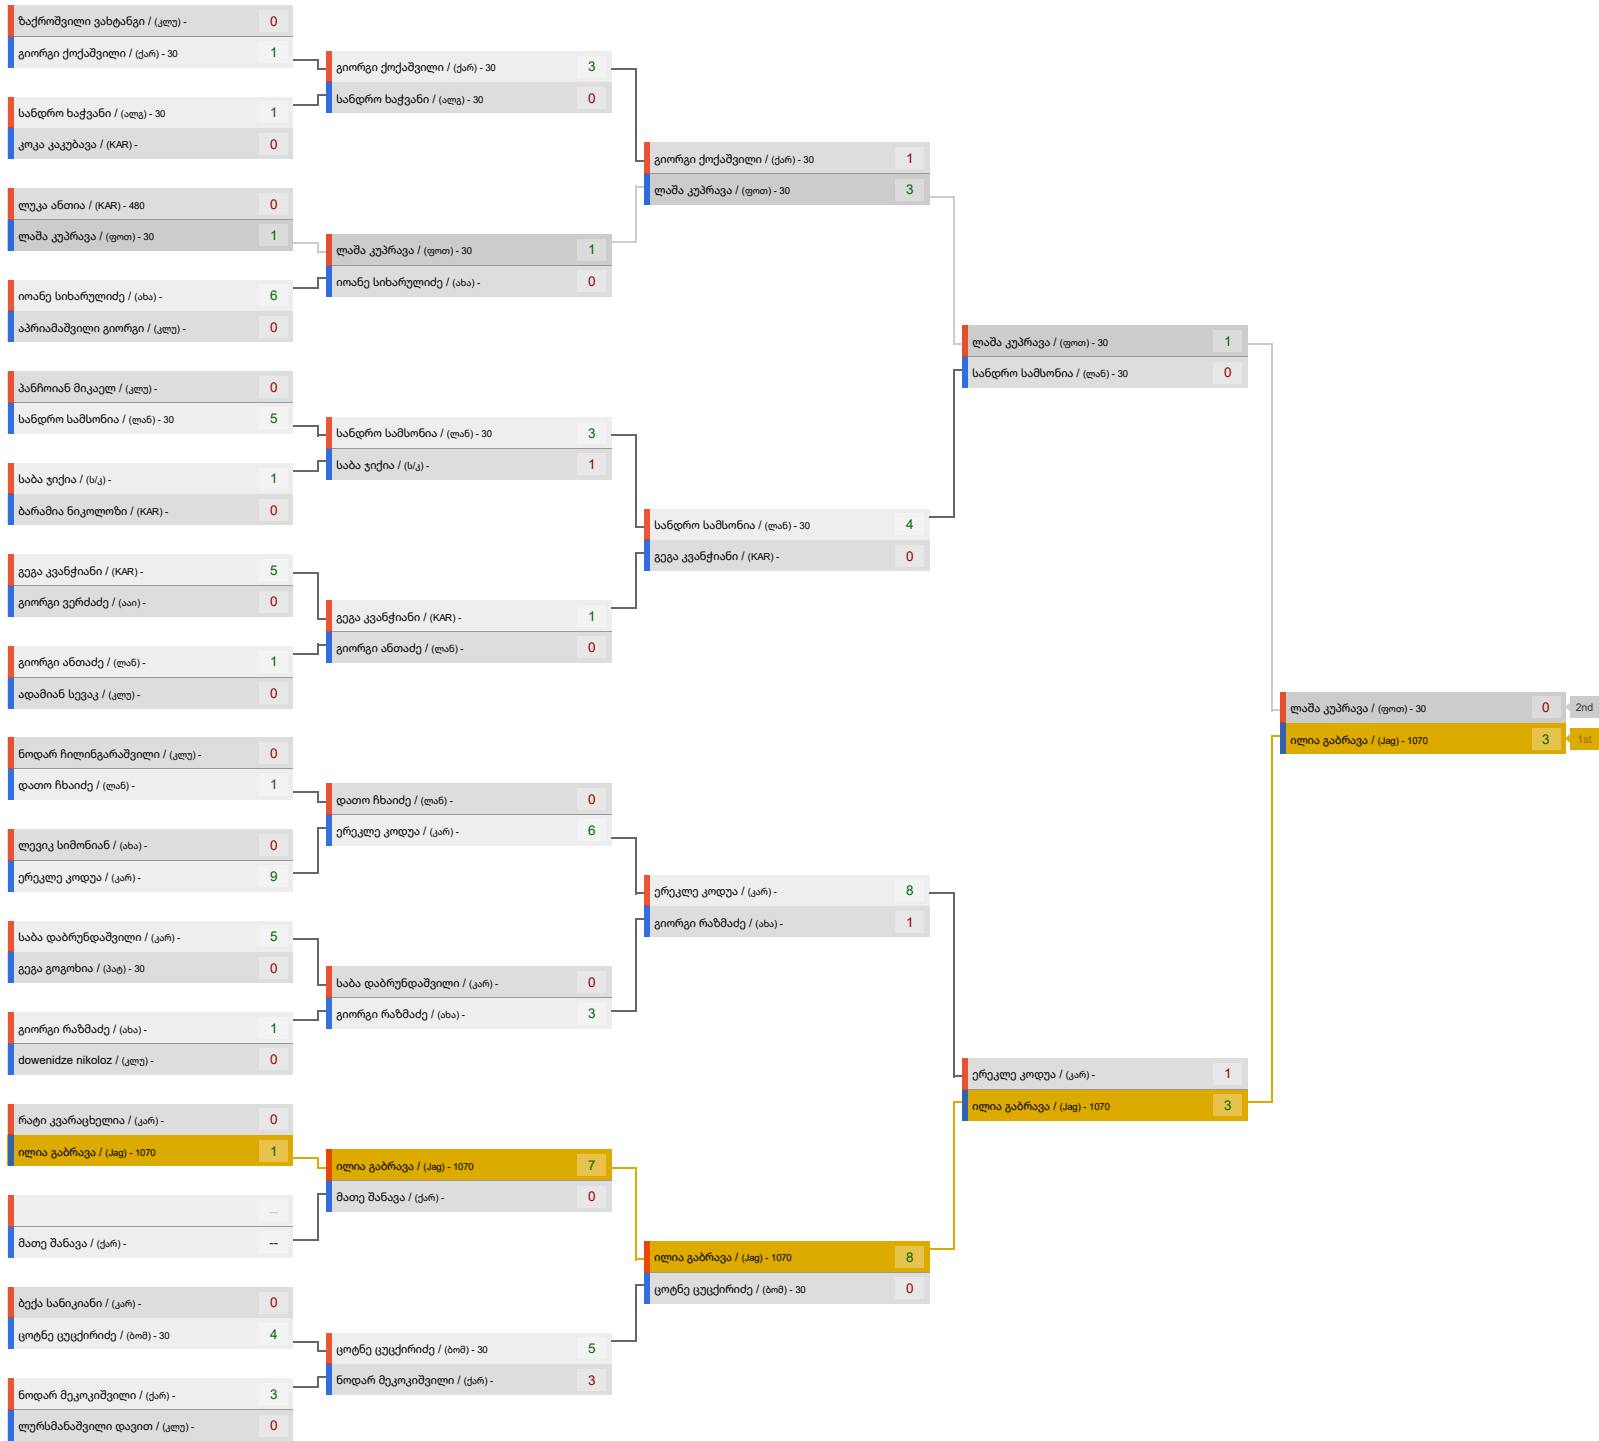 ზაქროშვილი ვახტანგი / (კლუ) - 0
გიორგი ქოქაშვილი / (ქარ) - 30 1
სანდრო ხაჭვანი / (ალგ) - 30 1
კოკა კაკუბავა / (KAR) - 0
ლუკა ანთია / (KAR) - 480 0
ლაშა კუპრავა / (ფოთ) - 30 1
იოანე სიხარულიძე / (ახა) - 6
აპრიამაშვილი გიორგი / (კლუ) - 0
პანჩოიან მიკაელ / (კლუ) - 0
სანდრო სამსონია / (ლან) - 30 5
საბა ჯიქია / (ს/კ) - 1
ბარამია ნიკოლოზი / (KAR) - 0
გეგა კვანჭიანი / (KAR) - 5
გიორგი ვერძაძე / (ააი) - 0
გიორგი ანთაძე / (ლან) - 1
ადამიან სევაკ / (კლუ) - 0
ნოდარ ჩილინგარაშვილი / (კლუ) - 0
დათო ჩხაიძე / (ლან) - 1
ლევიკ სიმონიან / (ახა) - 0
ერეკლე კოდუა / (კარ) - 9
საბა დაბრუნდაშვილი / (კარ) - 5
გეგა გოგოხია / (პატ) - 30 0
გიორგი რაზმაძე / (ახა) - 1
dowenidze nikoloz / (კლუ) - 0
რატი კვარაცხელია / (კარ) - 0
ილია გაბრავა / (Jag) - 1070 1
--
მათე შანავა / (ქარ) - --
ბექა სანიკიანი / (კარ) - 0
ცოტნე ცუცქირიძე / (ბომ) - 30 4
ნოდარ მეკოკიშვილი / (ქარ) - 3
ლურსმანაშვილი დავით / (კლუ) - 0
გიორგი ქოქაშვილი / (ქარ) - 30 3
სანდრო ხაჭვანი / (ალგ) - 30 0
ლაშა კუპრავა / (ფოთ) - 30 1
იოანე სიხარულიძე / (ახა) - 0
სანდრო სამსონია / (ლან) - 30 3
საბა ჯიქია / (ს/კ) - 1
გეგა კვანჭიანი / (KAR) - 1
გიორგი ანთაძე / (ლან) - 0
დათო ჩხაიძე / (ლან) - 0
ერეკლე კოდუა / (კარ) - 6
საბა დაბრუნდაშვილი / (კარ) - 0
გიორგი რაზმაძე / (ახა) - 3
ილია გაბრავა / (Jag) - 1070 7
მათე შანავა / (ქარ) - 0
ცოტნე ცუცქირიძე / (ბომ) - 30 5
ნოდარ მეკოკიშვილი / (ქარ) - 3
გიორგი ქოქაშვილი / (ქარ) - 30 1
ლაშა კუპრავა / (ფოთ) - 30 3
სანდრო სამსონია / (ლან) - 30 4
გეგა კვანჭიანი / (KAR) - 0
ერეკლე კოდუა / (კარ) - 8
გიორგი რაზმაძე / (ახა) - 1
ილია გაბრავა / (Jag) - 1070 8
ცოტნე ცუცქირიძე / (ბომ) - 30 0
ლაშა კუპრავა / (ფოთ) - 30 1
სანდრო სამსონია / (ლან) - 30 0
ერეკლე კოდუა / (კარ) - 1
ილია გაბრავა / (Jag) - 1070 3
ლაშა კუპრავა / (ფოთ) - 30 0 2nd
ილია გაბრავა / (Jag) - 1070 3 1st